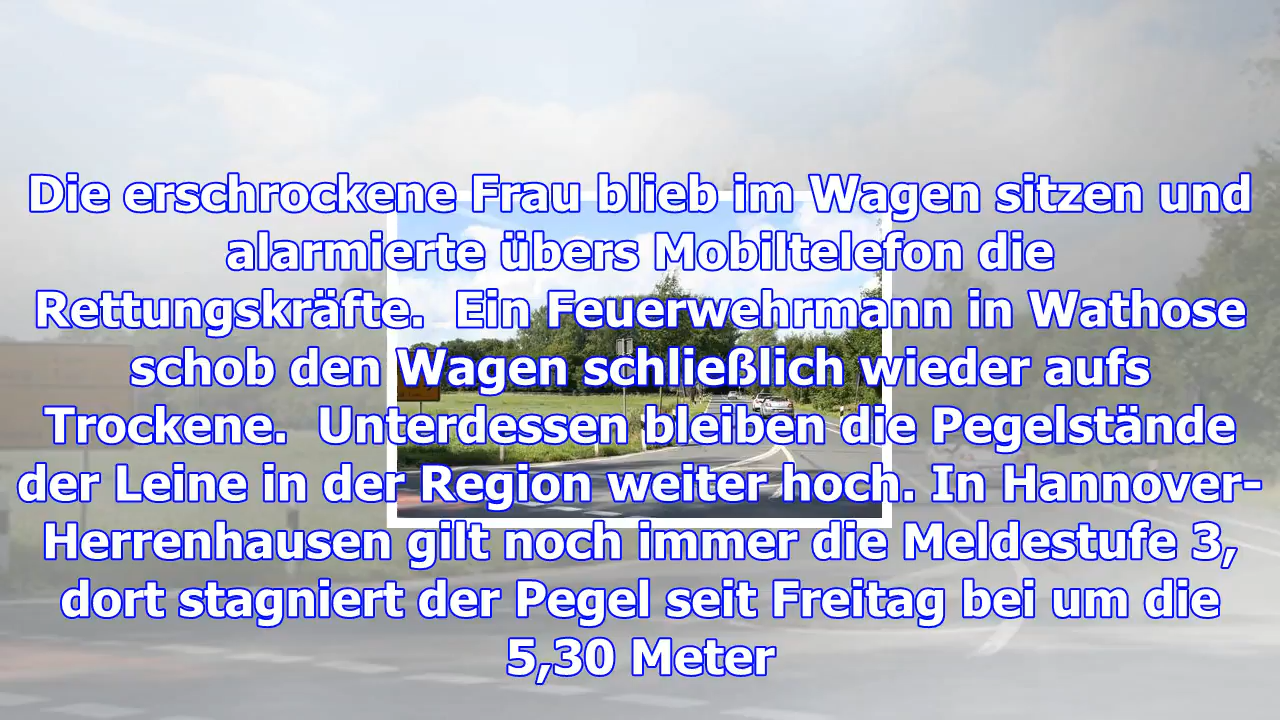 Die erschrockene Frau blieb im Wagen sitzen und
alarmierte übers Mobiltelefon die
Rettungskräfte.  Ein Feuerwehrmann in Wathose
schob den Wagen schließlich wieder aufs
Trockene.  Unterdessen bleiben die Pegelstände
der Leine in der Region weiter hoch. In Hannover-
Herrenhausen gilt noch immer die Meldestufe 3,
dort stagniert der Pegel seit Freitag bei um die
5,30 Meter